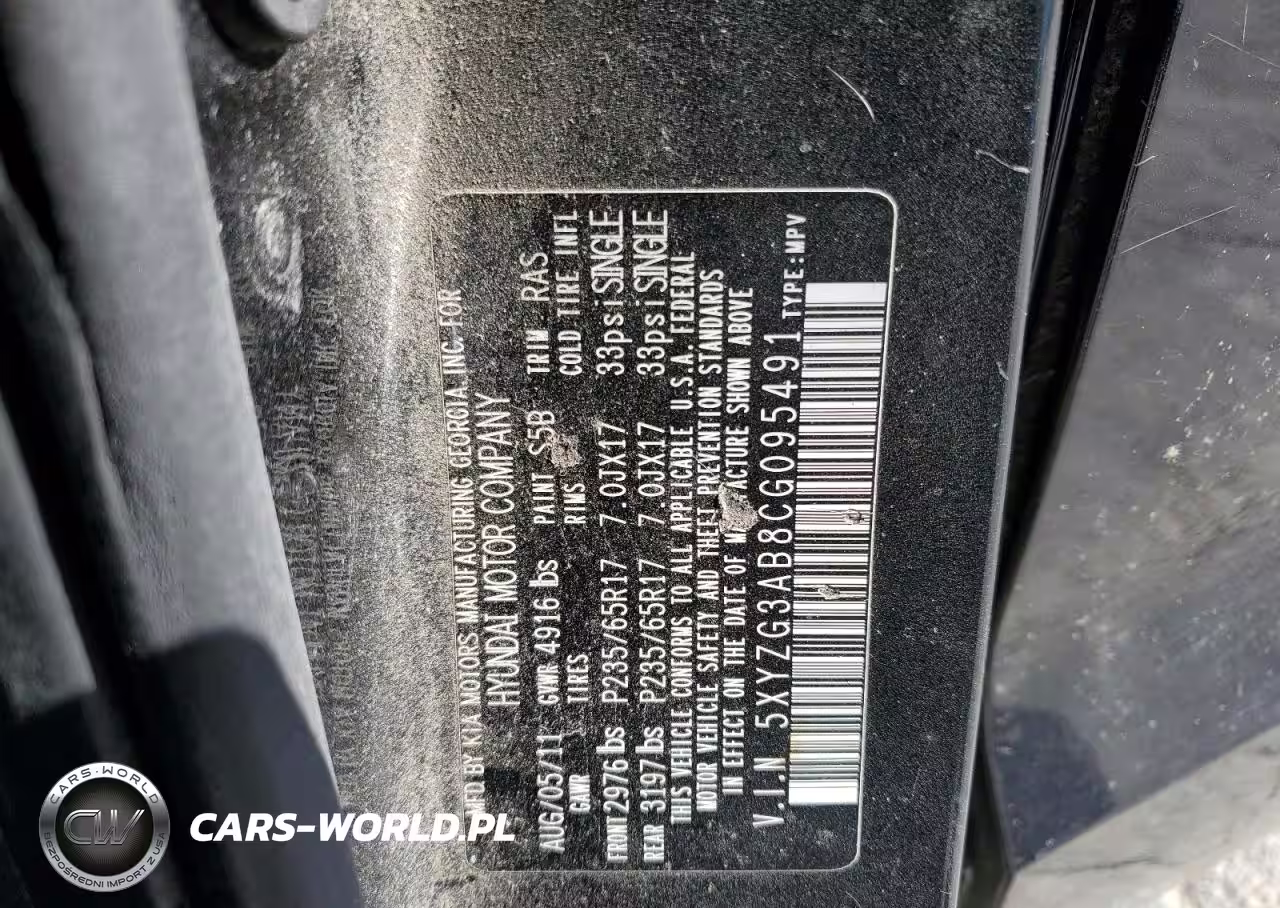 MFD BY KIA MOTORS MANUFACTURING GEORGIA, INC. FOR
HYUNDAI MOTOR COMPANY
AUG/05/11 GVWR 4916 lbs PAINT S5B TRIM RAS
GAWR TIRES RIMS COLD TIRE INFL.
FRONT 2976 lbs P235/65R17 7.0JX17 33psi SINGLE
REAR 3197 lbs P235/65R17 7.0JX17 33psi SINGLE
THIS VEHICLE CONFORMS TO ALL APPLICABLE U.S.A. FEDERAL
MOTOR VEHICLE SAFETY AND THEFT PREVENTION STANDARDS
IN EFFECT ON THE DATE OF ACTURE SHOWN ABOVE
V.I.N 5XYZG3AB8CG095491 TYPE:MPV
CARS-WORLD
CW
BEZPOŚREDNI IMPORT Z USA
CARS-WORLD.PL